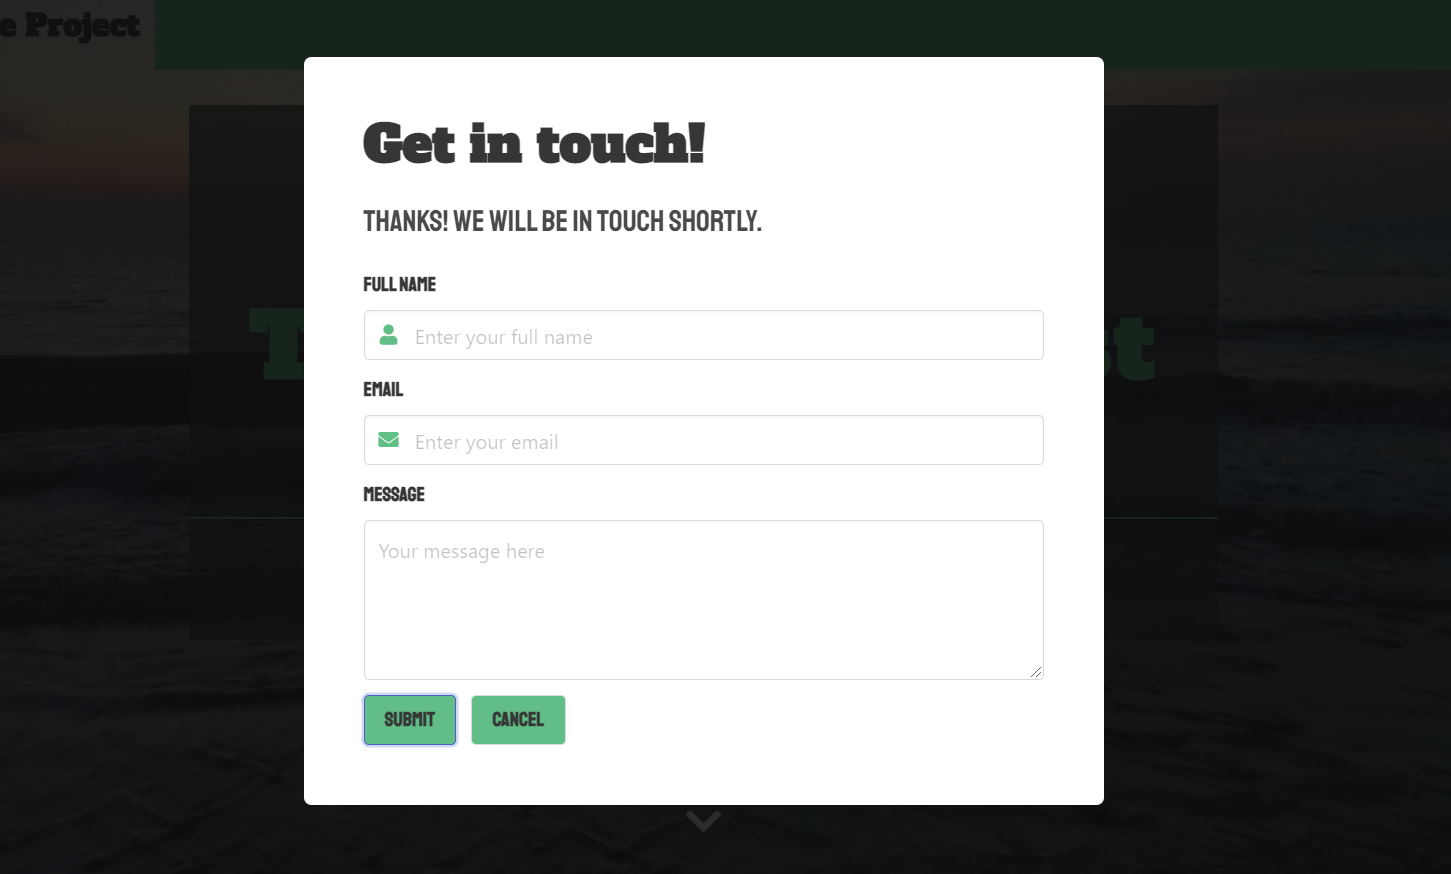 e Project
Get in touch!
THANKS! WE WILL BE IN TOUCH SHORTLY.
FULL NAME
Enter your full name
EMAIL
Enter your email
MESSAGE
Your message here
SUBMIT CANCEL